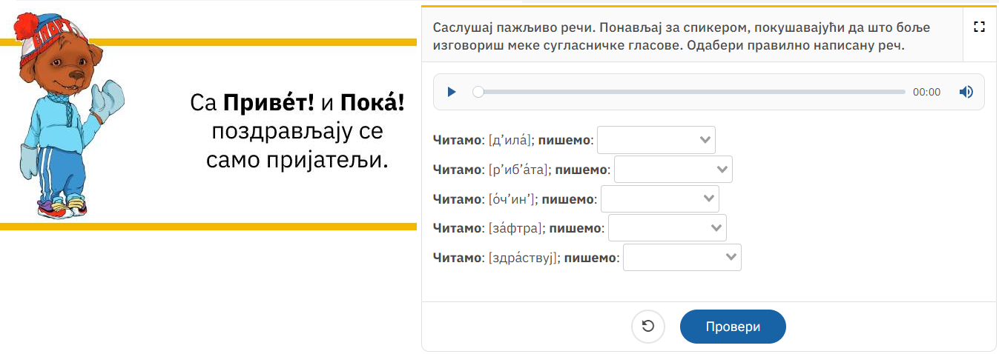 СПОРТ
Са Приве́т! и Пока́!
поздрављају се
само пријатељи.
Саслушај пажљиво речи. Понављај за спикером, покушавајући да што боље
изговориш меке сугласничке гласове. Одабери правилно написану реч.
00:00
Читамо: [д’ила́]; пишемо:
Читамо: [р’иб’а́та]; пишемо:
Читамо: [о́ч’ин’]; пишемо:
Читамо: [за́фтра]; пишемо:
Читамо: [здра́ствуј]; пишемо:
Провери